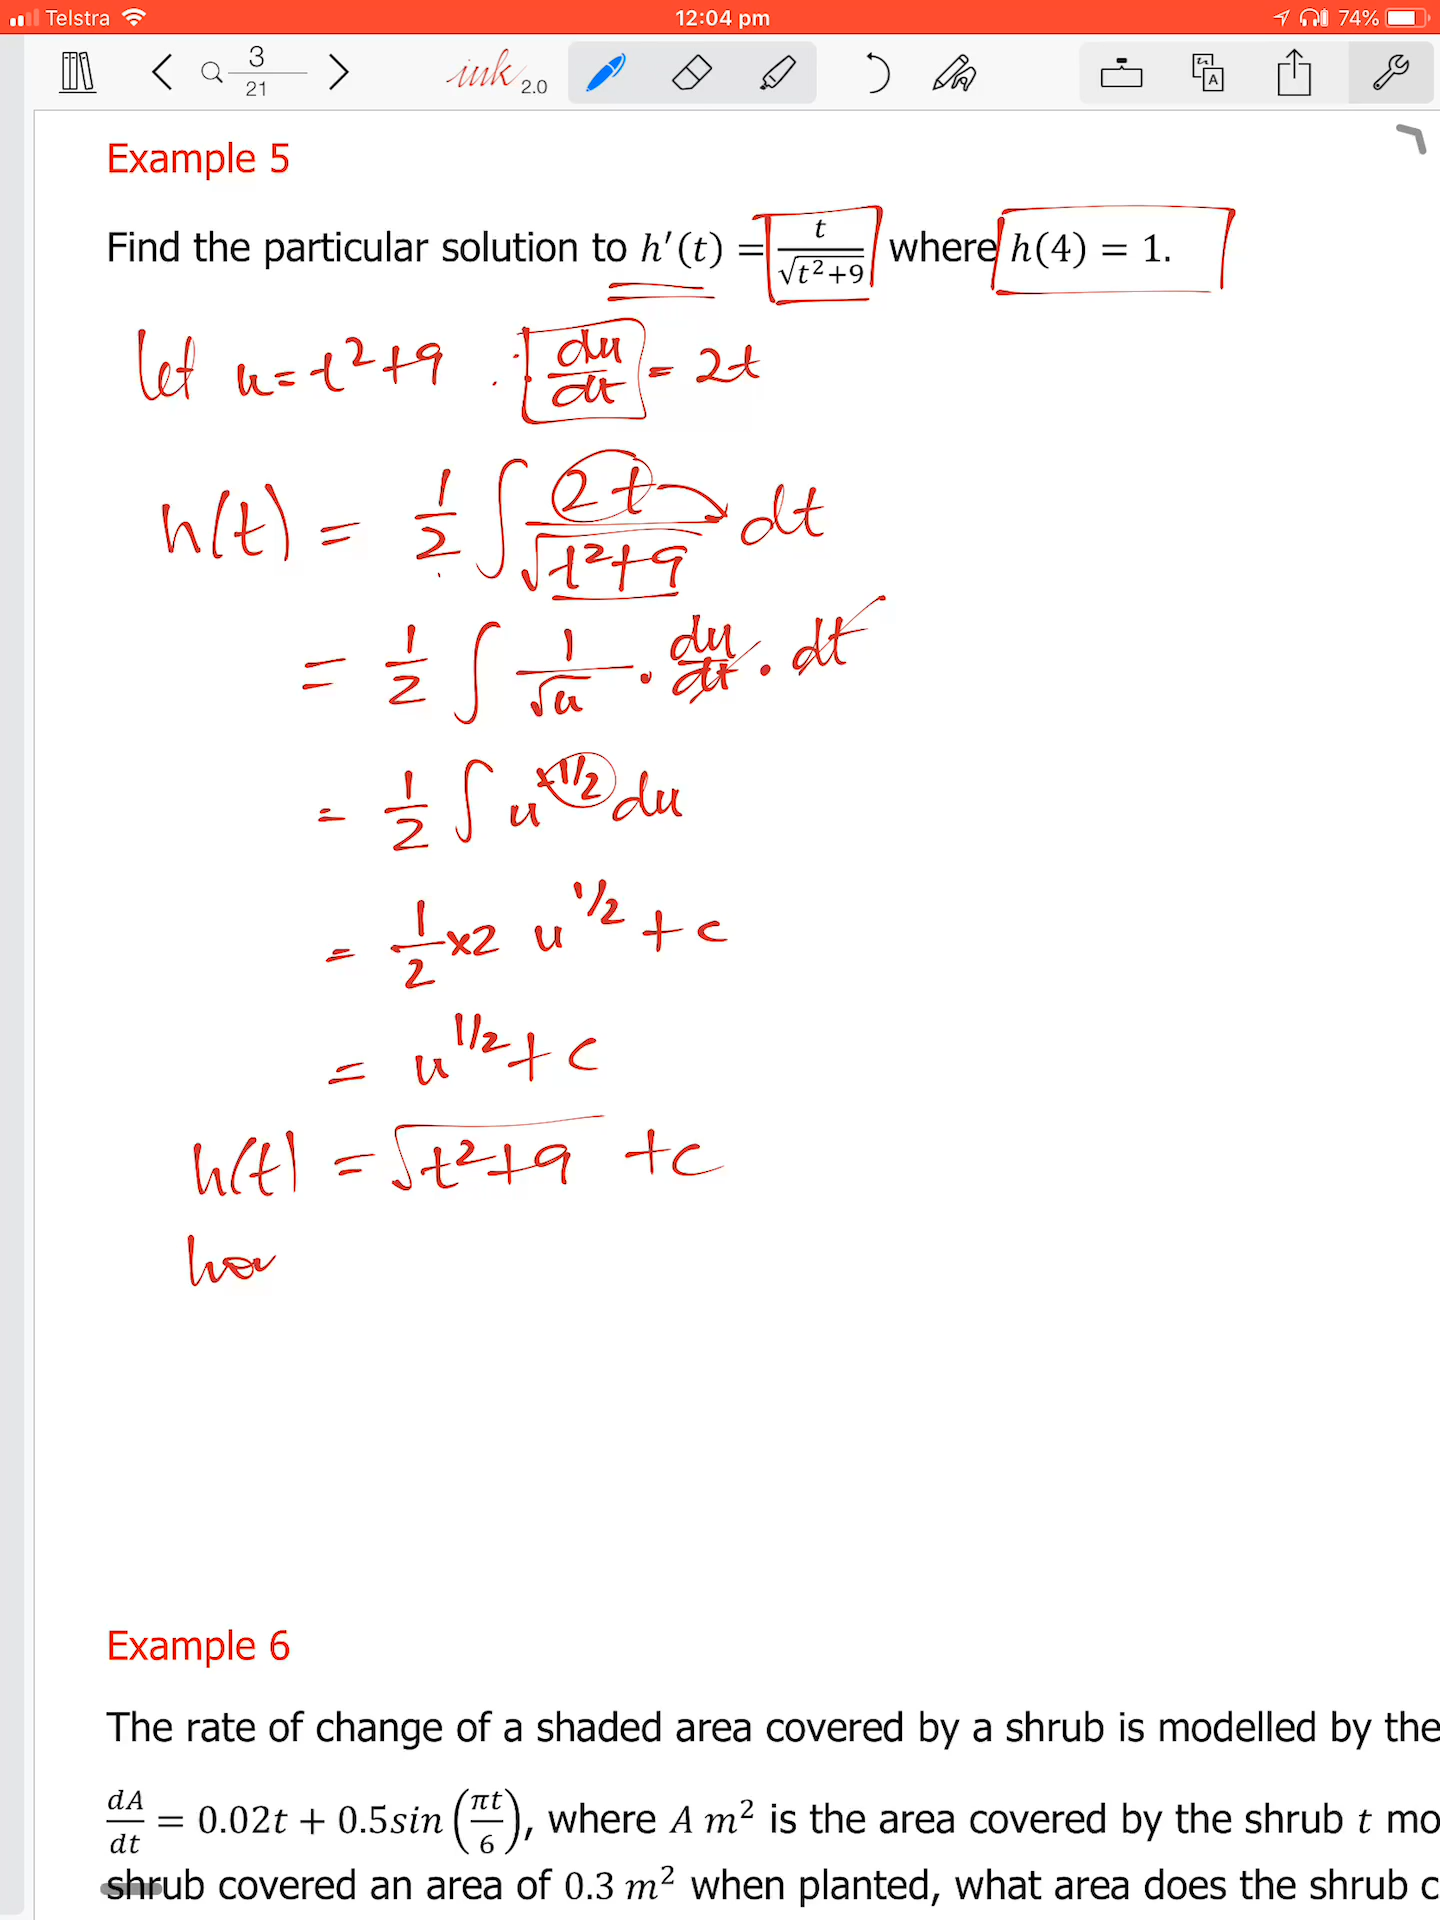 Telstra 12:04 pm 74%
3/21 ink 2.0
Example 5
Find the particular solution to h′(t) = t/√t²+9 where h(4) = 1.
let u = t²+9 ∴ du/dt = 2t
h(t) = 1/2 ∫ 2t/√t²+9 dt
= 1/2 ∫ 1/√u · du/dt · dt
= 1/2 ∫ u^-1/2 du
= 1/2 ×2 u^1/2 + c
= u^1/2 + c
h(t) = √t²+9 + c
Example 6
The rate of change of a shaded area covered by a shrub is modelled by the
dA/dt = 0.02t + 0.5sin(πt/6), where A m² is the area covered by the shrub t mo
shrub covered an area of 0.3 m² when planted, what area does the shrub c